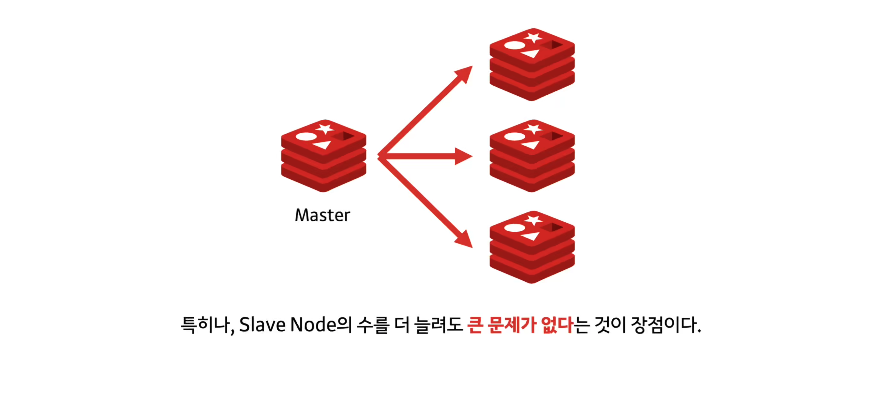 Master
특히나, Slave Node의 수를 더 늘려도 큰 문제가 없다는 것이 장점이다.